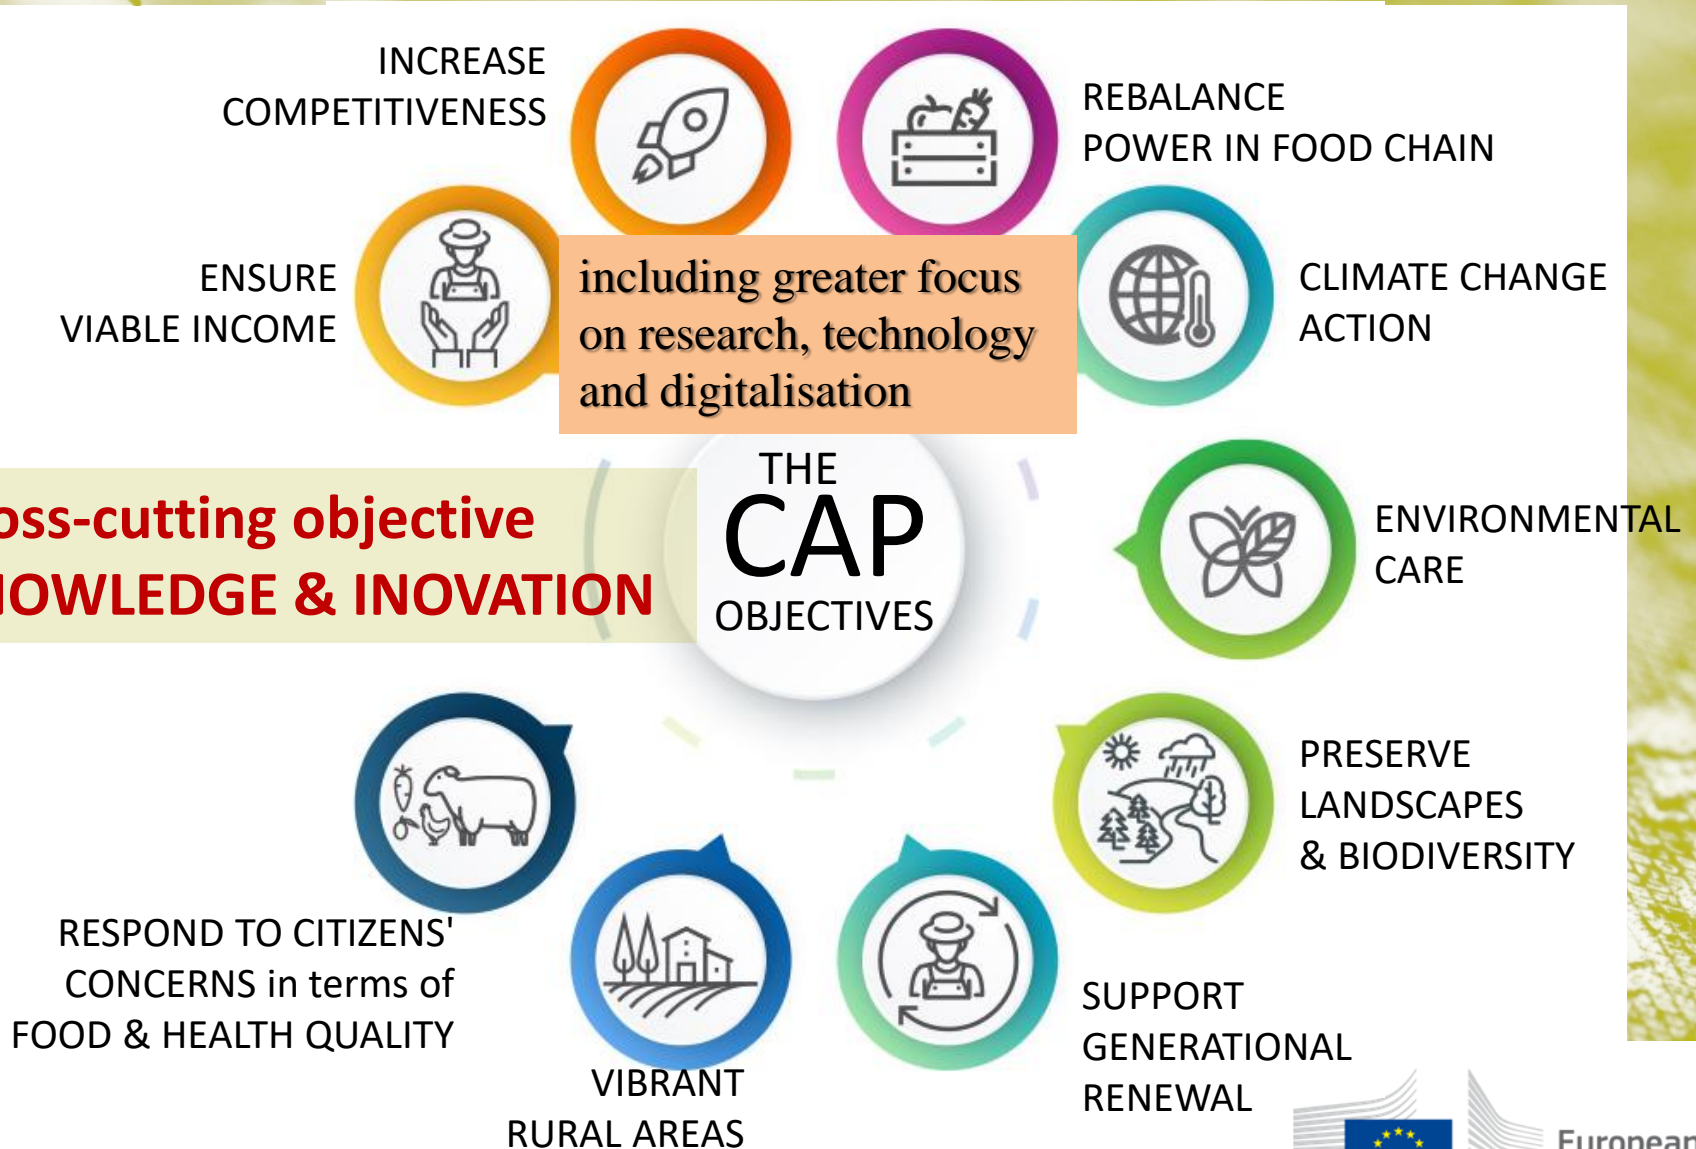 INCREASE
COMPETITIVENESS
REBALANCE
POWER IN FOOD CHAIN
ENSURE
VIABLE INCOME
including greater focus
on research, technology
and digitalisation
CLIMATE CHANGE
ACTION
oss-cutting objective
NOWLEDGE & INOVATION
THE
CAP
OBJECTIVES
ENVIRONMENTAL
CARE
PRESERVE
LANDSCAPES
& BIODIVERSITY
RESPOND TO CITIZENS'
CONCERNS in terms of
FOOD & HEALTH QUALITY
VIBRANT
RURAL AREAS
SUPPORT
GENERATIONAL
RENEWAL
European